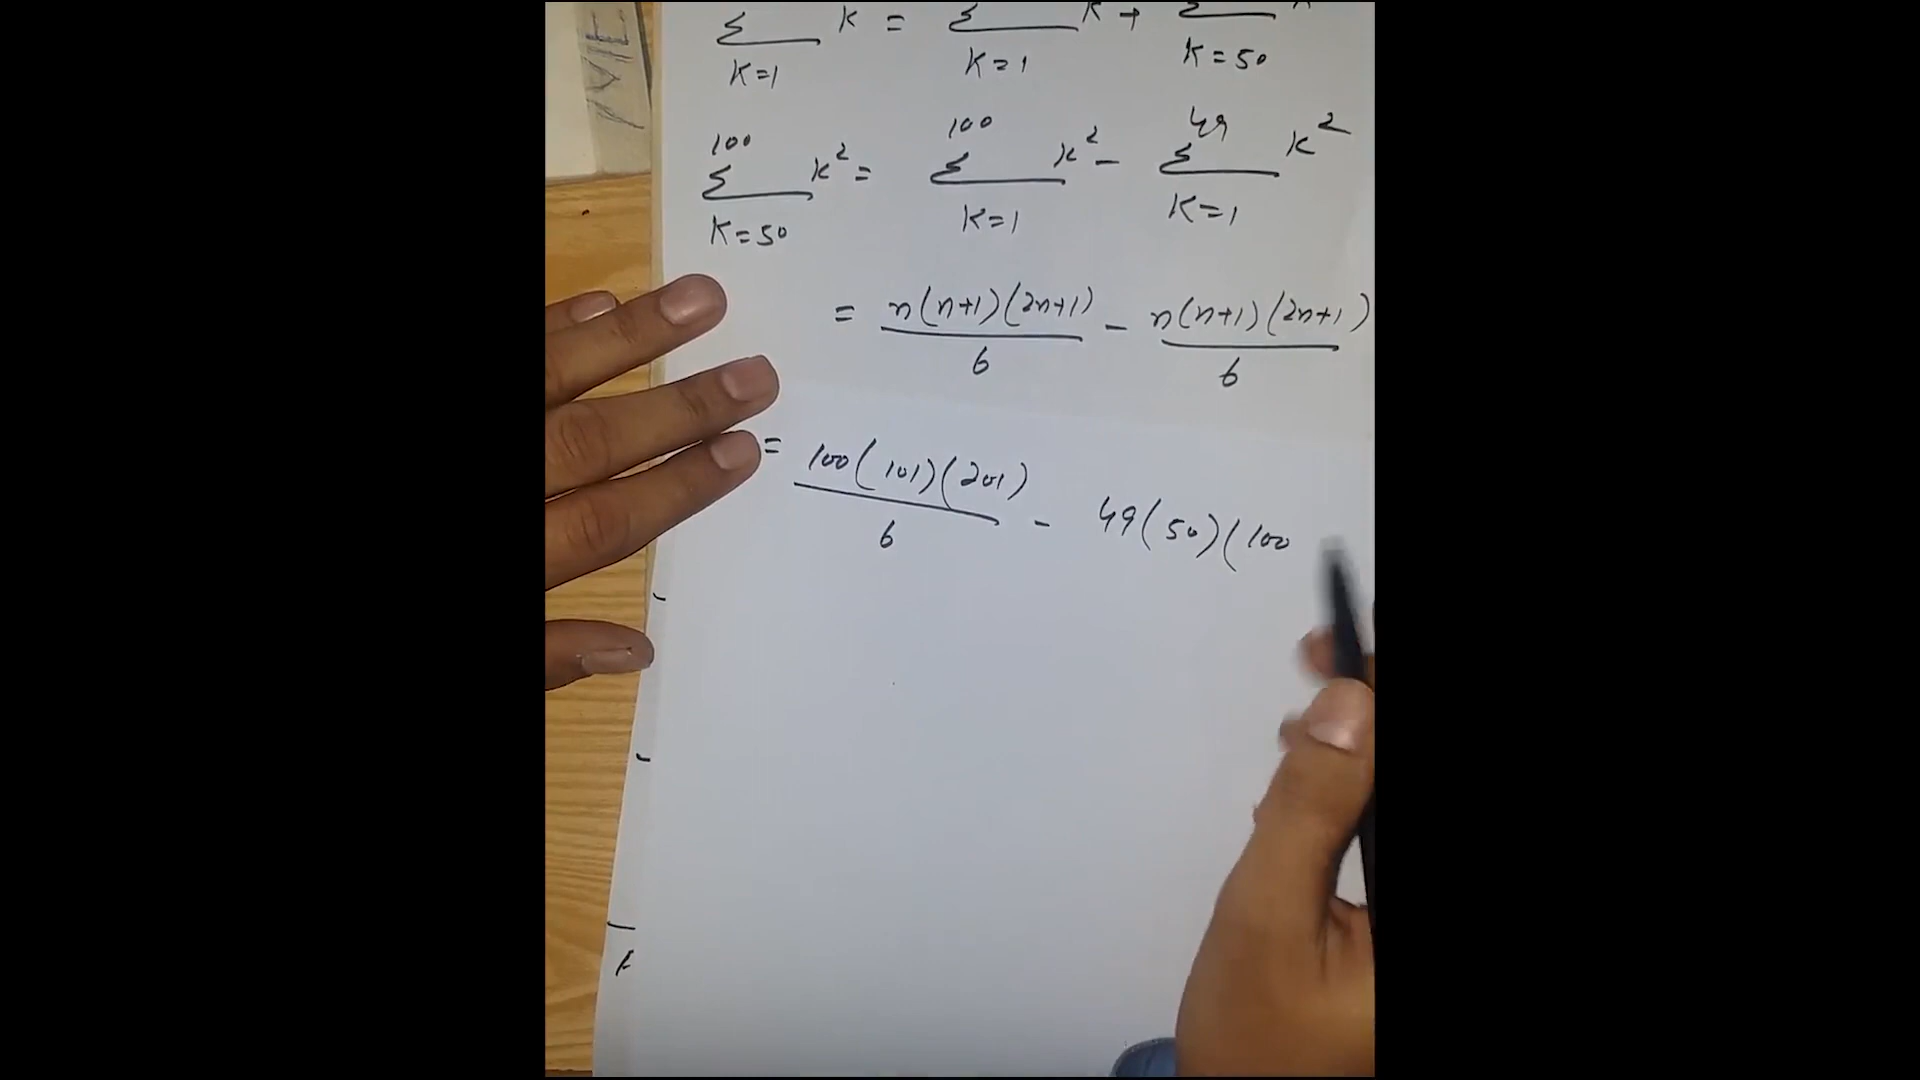 Σ K = Σ K + Σ
K=1 K=1 K=50
100 100 49
Σ K² = Σ K² - Σ K²
K=50 K=1 K=1
= n(n+1)(2n+1)/6 - n(n+1)(2n+1)/6
= 100(101)(201)/6 - 49(50)(100